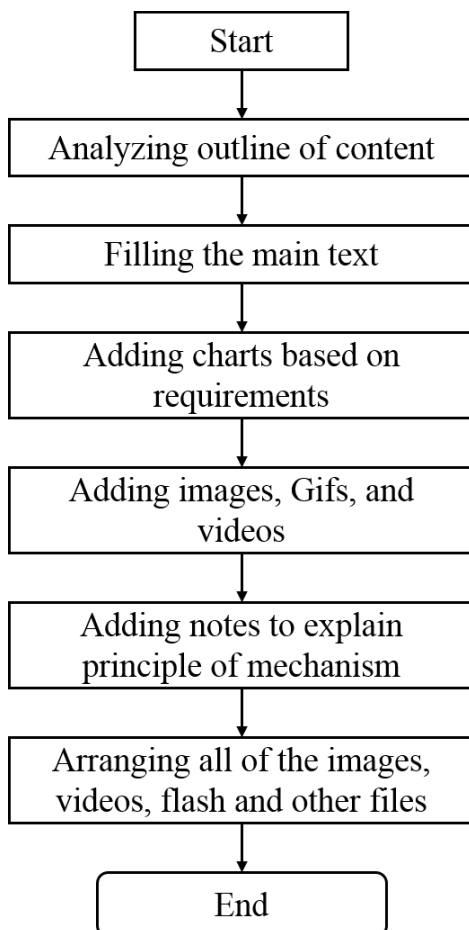 Start
Analyzing outline of content
Filling the main text
Adding charts based on
requirements
Adding images, Gifs, and
videos
Adding notes to explain
principle of mechanism
Arranging all of the images,
videos, flash and other files
End